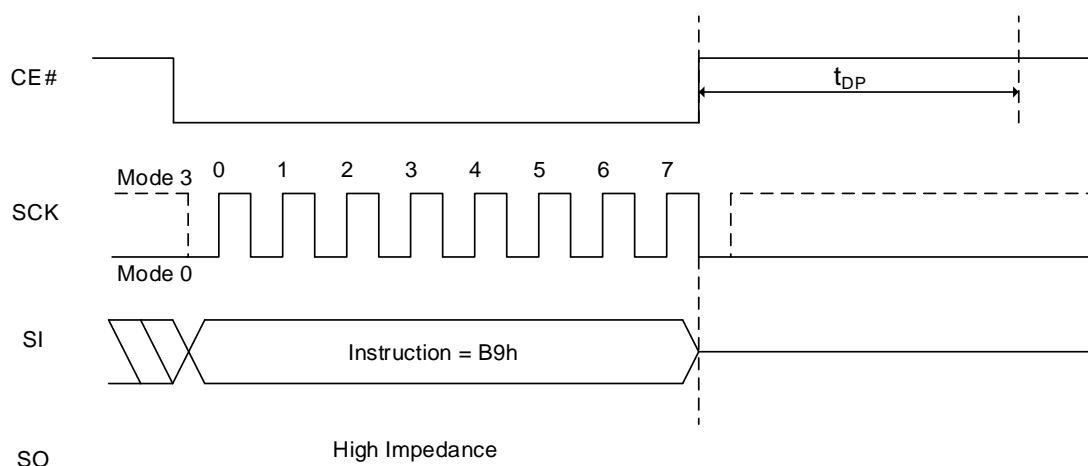 CE#
tDP
0 1 2 3 4 5 6 7
Mode 3
SCK
Mode 0
SI
Instruction = B9h
High Impedance
SO